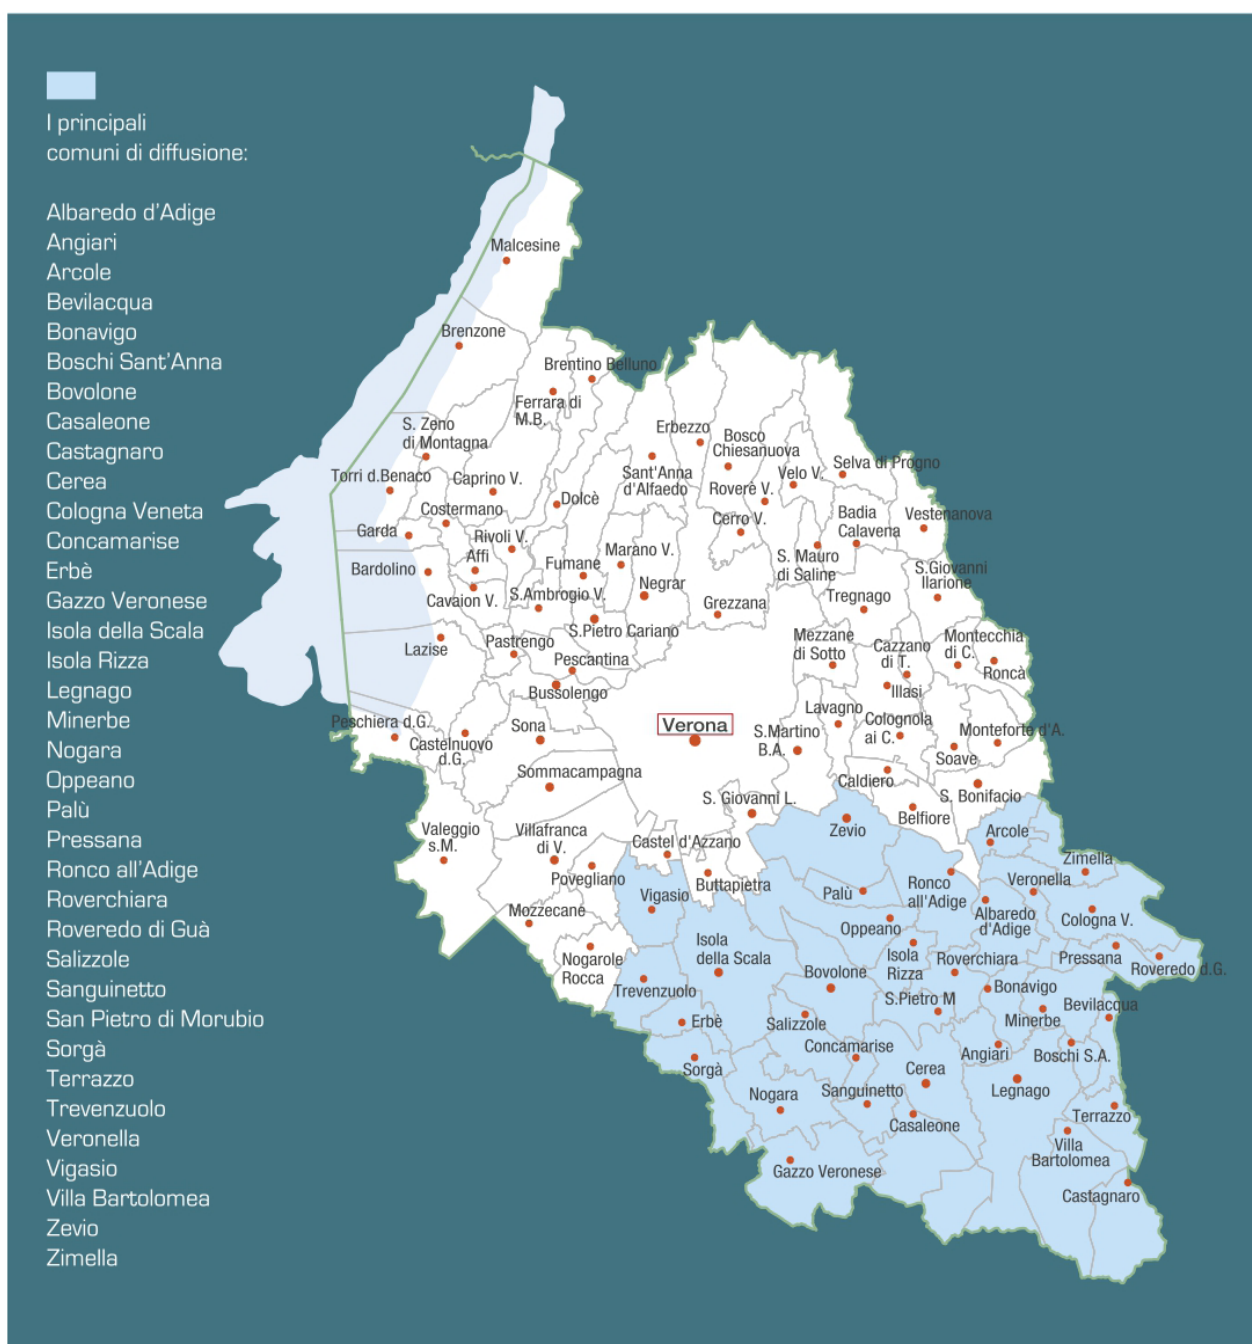 I principali
comuni di diffusione:
Albaredo d'Adige
Angiari
Arcole
Bevilacqua
Bonavigo
Boschi Sant'Anna
Bovolone
Casaleone
Castagnaro
Cerea
Cologna Veneta
Concamarise
Erbè
Gazzo Veronese
Isola della Scala
Isola Rizza
Legnago
Minerbe
Nogara
Oppeano
Palù
Pressana
Ronco all'Adige
Roverchiara
Roveredo di Guà
Salizzole
Sanguinetto
San Pietro di Morubio
Sorgà
Terrazzo
Trevenzuolo
Veronella
Vigasio
Villa Bartolomea
Zevio
Zimella
Malcesine
Brenzone
Brentino Belluno
Ferrara di
M.B.
S. Zeno
di Montagna
Erbezzo
Bosco
Chiesanuova
Torri d.Benaco
Caprino V.
Sant'Anna
d'Alfaedo
Velo V.
Selva di Progno
Roverè V.
Dolcè
Costermano
Cerro V.
Badia
Calavena
Vestenanova
Garda
Rivoli V.
Affi
Marano V.
S. Mauro
di Saline
Bardolino
Fumane
S.Giovanni
Ilarione
Cavaion V.
S.Ambrogio V.
Negrar
Grezzana
Tregnago
S.Pietro Cariano
Lazise
Pastrengo
Pescantina
Mezzane
di Sotto
Cazzano
di T.
Montecchia
di C.
Roncà
Bussolengo
Illasi
Peschiera d.G.
Castelnuovo
d.G.
Sona
Verona
S.Martino
B.A.
Lavagno
Colognola
ai C.
Monteforte d'A.
Soave
Sommacampagna
Caldiero
S. Bonifacio
S. Giovanni L.
Belfiore
Valeggio
s.M.
Villafranca
di V.
Castel d'Azzano
Zevio
Arcole
Povegliano
Buttapietra
Zimella
Vigasio
Palù
Ronco
all'Adige
Veronella
Mozzecane
Oppeano
Albaredo
d'Adige
Cologna V.
Nogarole
Rocca
Isola
della Scala
Isola
Rizza
Roverchiara
Pressana
Roveredo d.G.
Trevenzuolo
Bovolone
Bonavigo
S.Pietro M
Bevilacqua
Erbè
Salizzole
Minerbe
Sorgà
Concamarise
Angiari
Boschi S.A.
Cerea
Legnago
Nogara
Sanguinetto
Casaleone
Terrazzo
Villa
Bartolomea
Gazzo Veronese
Castagnaro